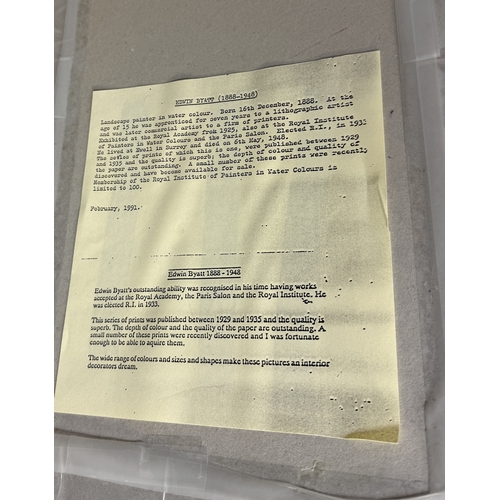 EDWIN BYATT (1888-1948)
Landscape painter in water colour. Born 16th December, 1888. At the
age of 15 he was apprenticed for seven years to a lithographic artist
and was later commercial artist to a firm of printers.
Exhibited at the Royal Academy from 1925, also at the Royal Institute
of Painters in Water Colours and the Paris Salon. Elected R.I., in 1933
He lived at Ewell in Surrey and died on 6th May, 1948.
The series of prints of which this is one, were published between 1929
and 1935 and the quality is superb; the depth of colour and quality of
the paper are outstanding. A small number of these prints were recently
discovered and have become available for sale.
Membership of the Royal Institute of Painters in Water Colours is
limited to 100.
February, 1991.
Edwin Byatt 1888 - 1948
Edwin Byatt's outstanding ability was recognised in his time having works
accepted at the Royal Academy, the Paris Salon and the Royal Institute. He
was elected R.I. in 1933.
This series of prints was published between 1929 and 1935 and the quality is
superb. The depth of colour and the quality of the paper are outstanding. A
small number of these prints were recently discovered and I was fortunate
enough to be able to aquire them.
The wide range of colours and sizes and shapes make these pictures an interior
decorators dream.